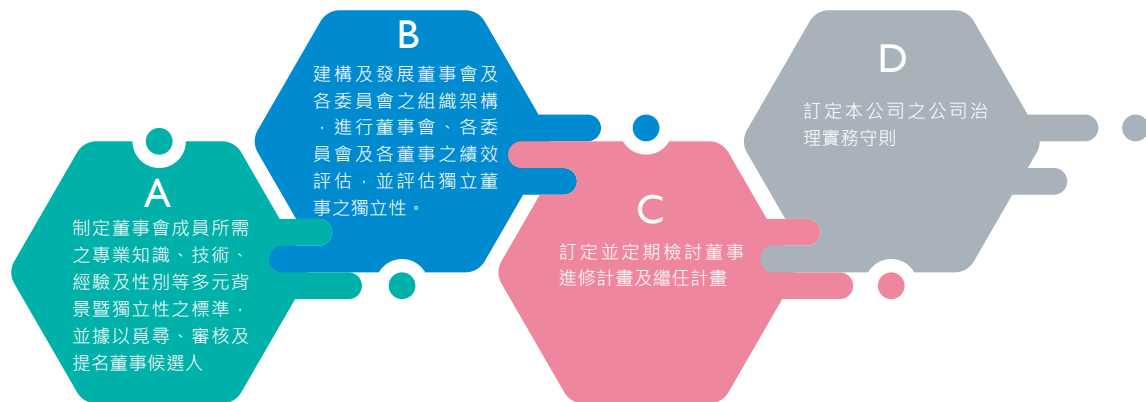 A
制定董事會成員所需
之專業知識、技術、
經驗及性別等多元背
景暨獨立性之標準,
並據以覓尋、審核及
提名董事候選人
B
建構及發展董事會及
各委員會之組織架構
,進行董事會、各委
員會及各董事之績效
評估,並評估獨立董
事之獨立性。
C
訂定並定期檢討董事
進修計畫及繼任計畫
D
訂定本公司之公司治
理實務守則